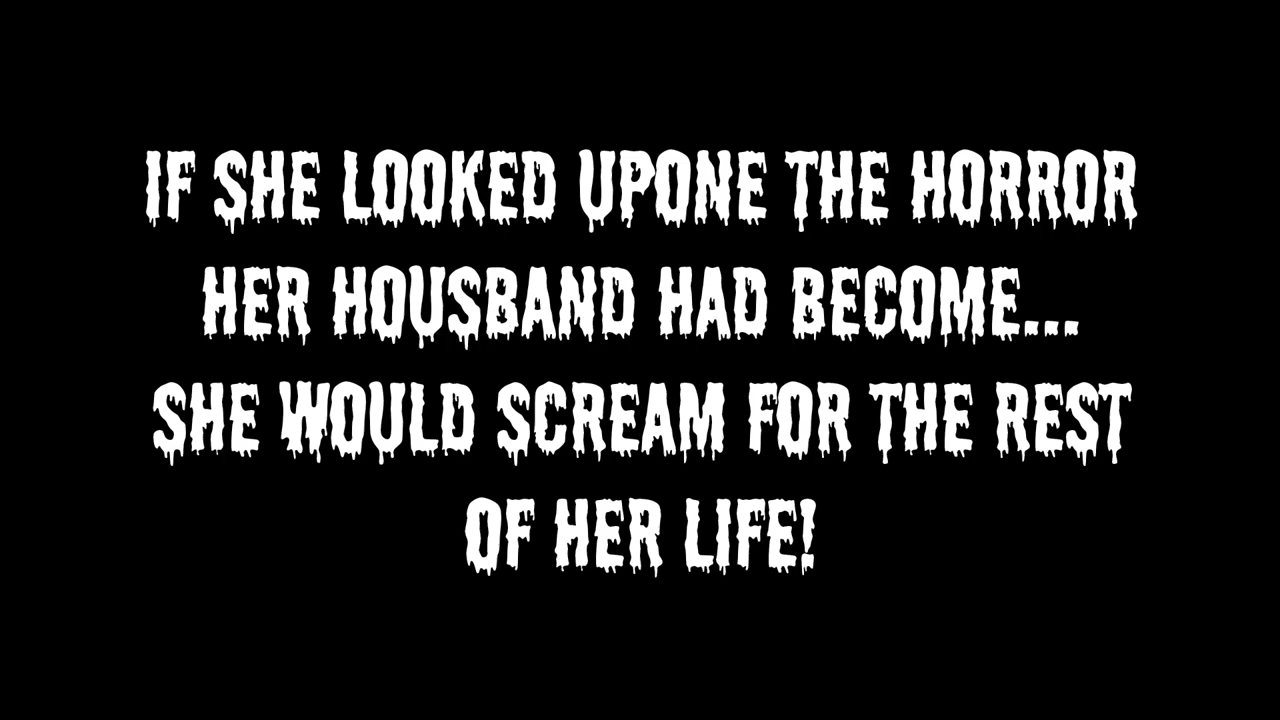 IF SHE LOOKED UPONE THE HORROR
HER HOUSBAND HAD BECOME...
SHE WOULD SCREAM FOR THE REST
OF HER LIFE!